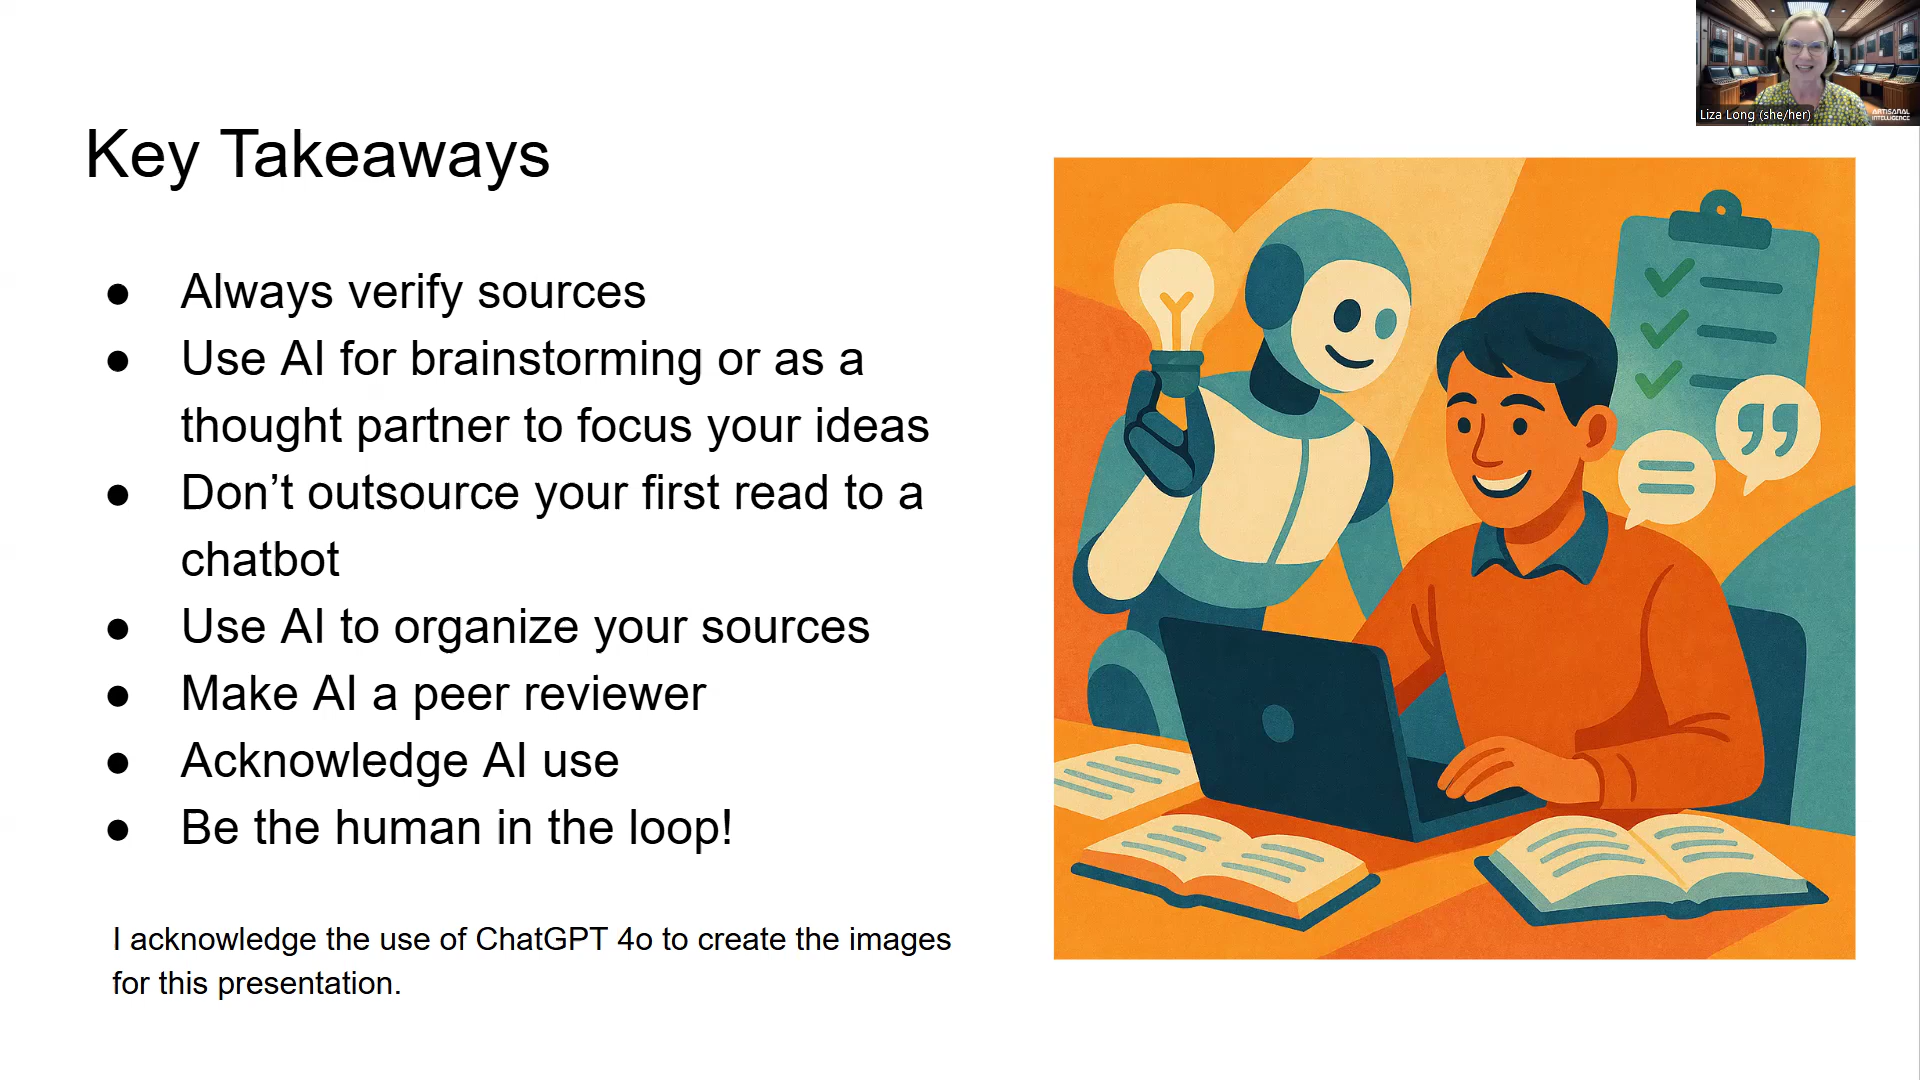 Liza Long (she/her)
ARTISANAL
INTELLIGENCE
Key Takeaways
● Always verify sources
● Use AI for brainstorming or as a
thought partner to focus your ideas
● Don’t outsource your first read to a
chatbot
● Use AI to organize your sources
● Make AI a peer reviewer
● Acknowledge AI use
● Be the human in the loop!
I acknowledge the use of ChatGPT 4o to create the images
for this presentation.